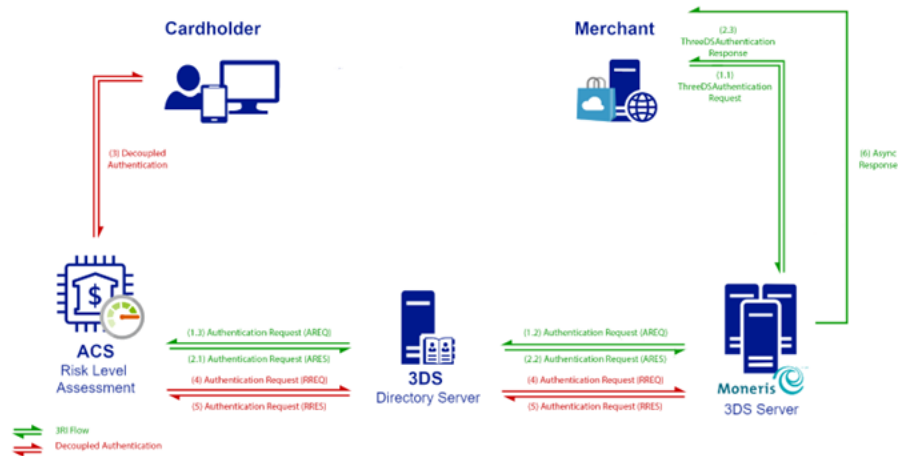 Cardholder
Merchant
(2.3)
ThreeDSAuthentication
Response
(1.1)
ThreeDSAuthentication
Request
(3) Decoupled
Authentication
(6) Async
Response
$
ACS
Risk Level
Assessment
(1.3) Authentication Request (AREQ)
(2.1) Authentication Request (ARES)
(4) Authentication Request (RREQ)
(5) Authentication Request (RRES)
3DS
Directory Server
(1.2) Authentication Request (AREQ)
(2.2) Authentication Request (ARES)
(4) Authentication Request (RREQ)
(5) Authentication Request (RRES)
Moneris
3DS Server
3RI Flow
Decoupled Authentication